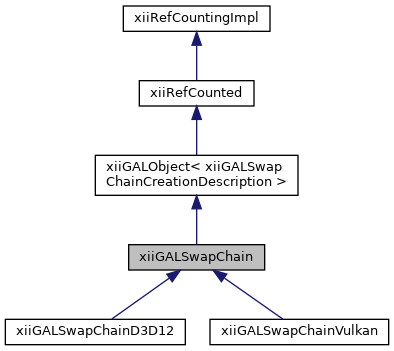 xiiRefCountingImpl
xiiRefCounted
xiiGALObject< xiiGALSwap
ChainCreationDescription >
xiiGALSwapChain
xiiGALSwapChainD3D12
xiiGALSwapChainVulkan